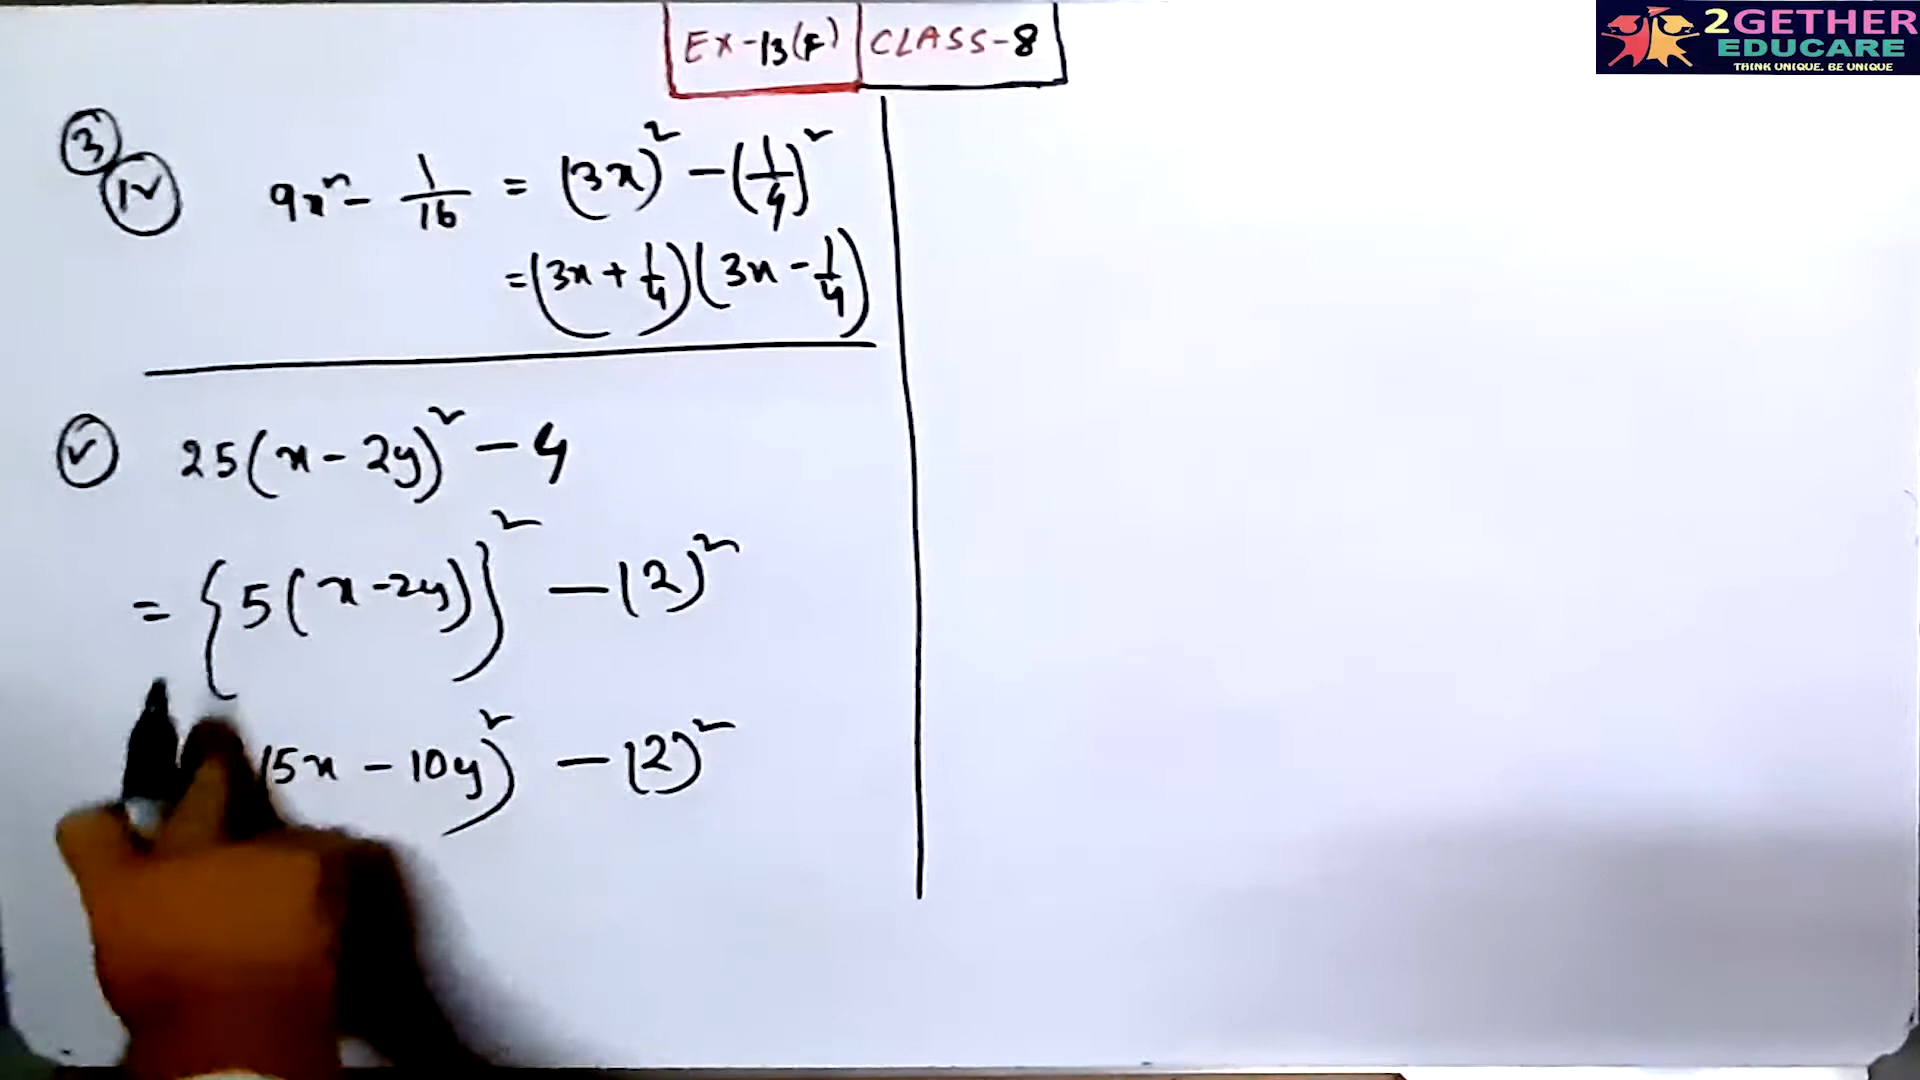 EX-13(F) CLASS-8
2GETHER
EDUCARE
THINK UNIQUE. BE UNIQUE
3
iv 9x² - 1/16 = (3x)² - (1/4)²
= (3x + 1/4)(3x - 1/4)
v 25(x - 2y)² - 4
= {5(x-2y)}² - (2)²
(5x - 10y)² - (2)²